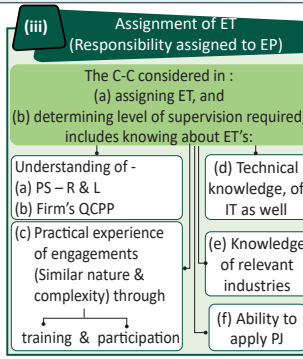 (iii)
Assignment of ET
(Responsibility assigned to EP)
The C-C considered in :
(a) assigning ET, and
(b) determining level of supervision required,
includes knowing about ET's:
Understanding of -
(a) PS – R & L
(b) Firm's QCPP
(c) Practical experience
of engagements
(Similar nature &
complexity) through
training & participation
(d) Technical
knowledge, of
IT as well
(e) Knowledge
of relevant
industries
(f) Ability to
apply PJ